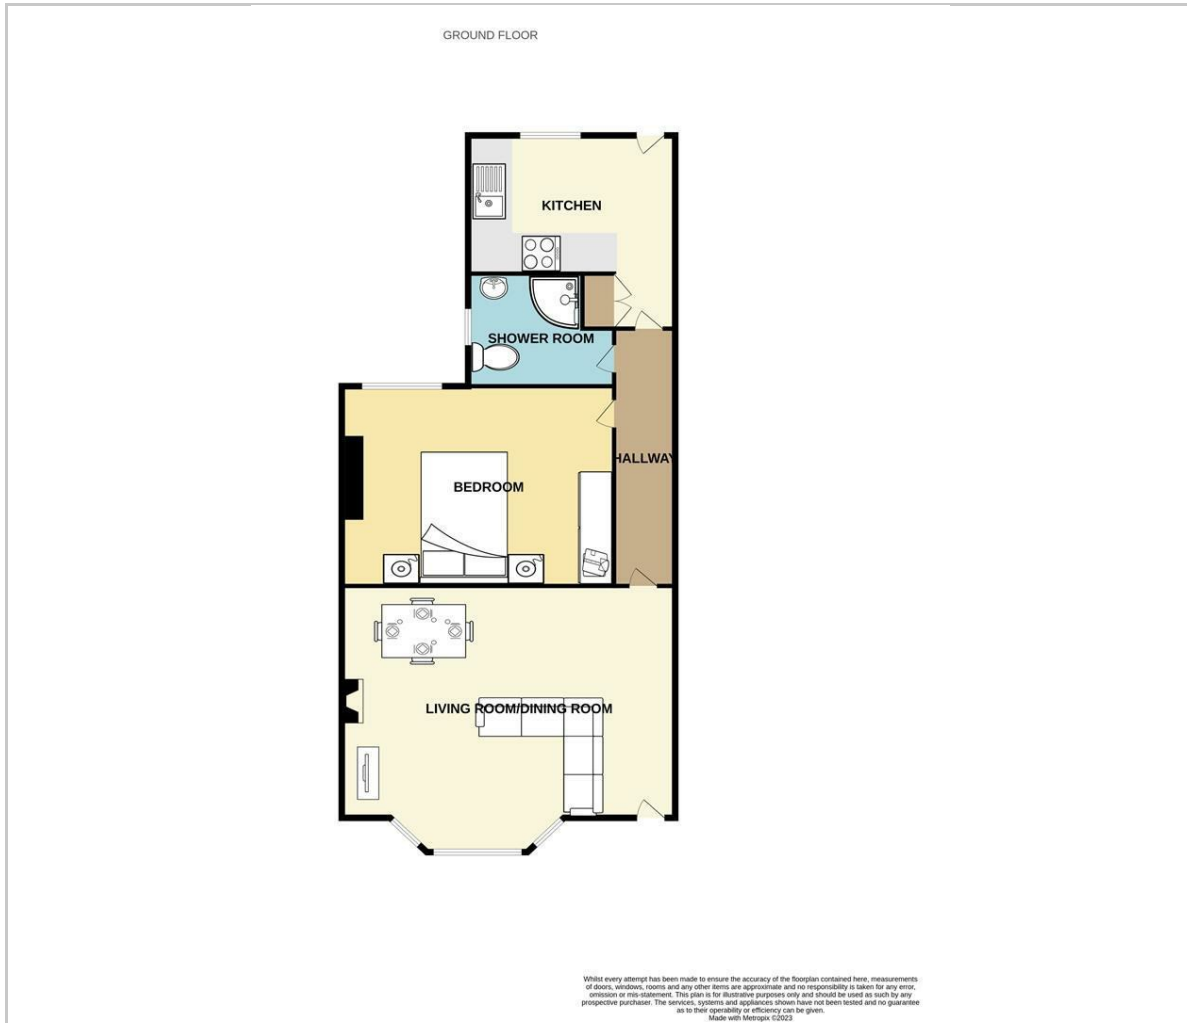 GROUND FLOOR
KITCHEN
SHOWER ROOM
HALLWAY
BEDROOM
LIVING ROOM/DINING ROOM
Whilst every attempt has been made to ensure the accuracy of the floorplan contained here, measurements
of doors, windows, rooms and any other items are approximate and no responsibility is taken for any error,
omission or mis-statement. This plan is for illustrative purposes only and should be used as such by any
prospective purchaser. The services, systems and appliances shown have not been tested and no guarantee
as to their operability or efficiency can be given.
Made with Metropix ©2023